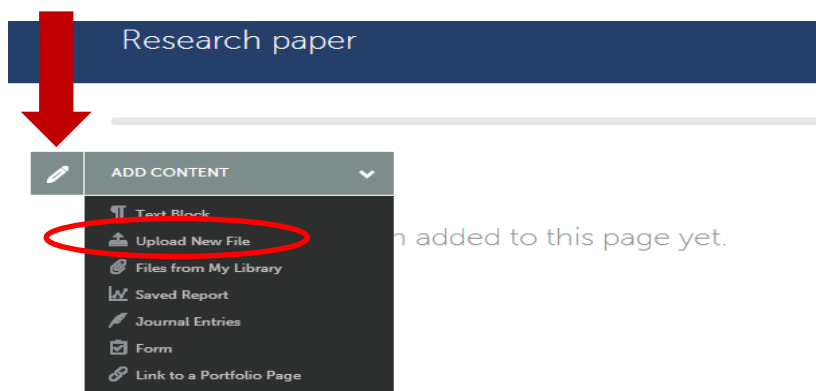 Research paper
ADD CONTENT
Text Block
Upload New File
added to this page yet.
Files from My Library
Saved Report
Journal Entries
Form
Link to a Portfolio Page